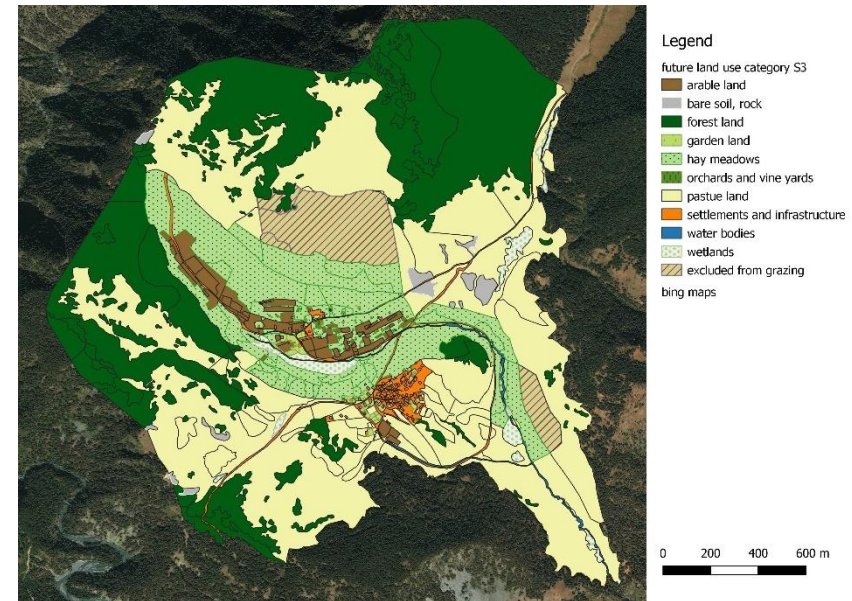 Legend
future land use category S3
arable land
bare soil, rock
forest land
garden land
hay meadows
orchards and vine yards
pastue land
settlements and infrastructure
water bodies
wetlands
excluded from grazing
bing maps
0 200 400 600 m